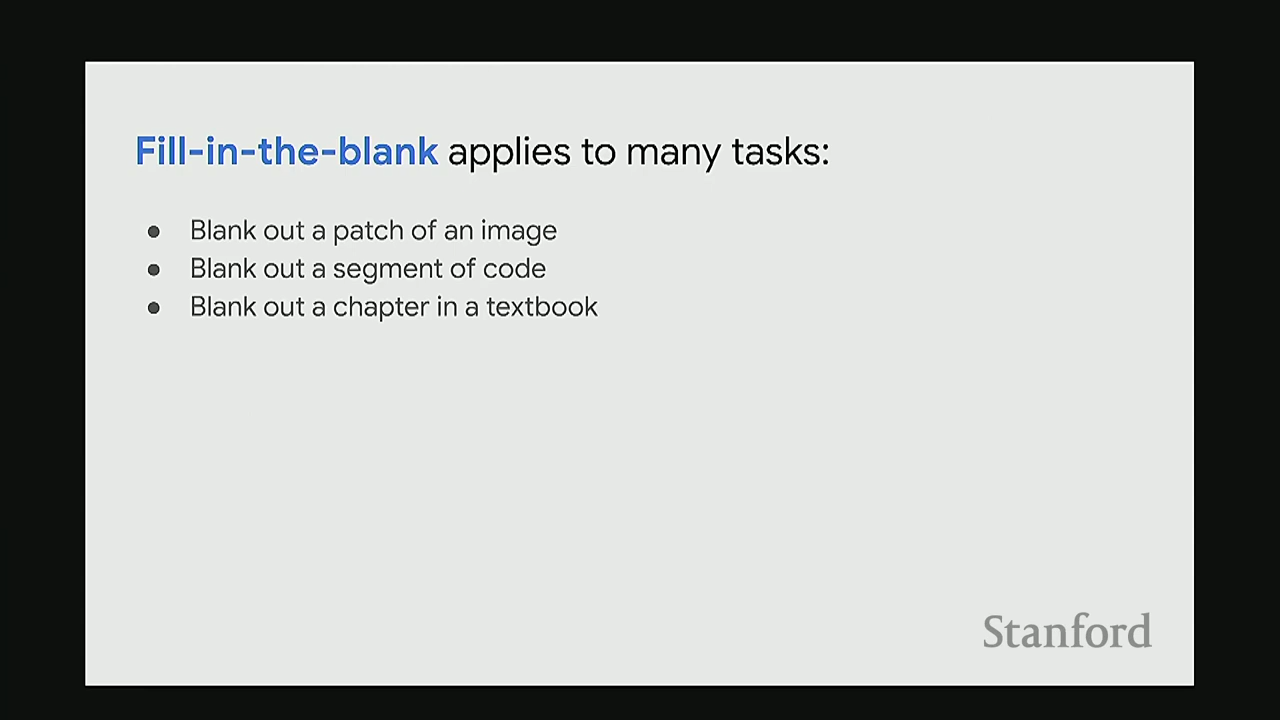 Fill-in-the-blank applies to many tasks:
● Blank out a patch of an image
● Blank out a segment of code
● Blank out a chapter in a textbook
Stanford